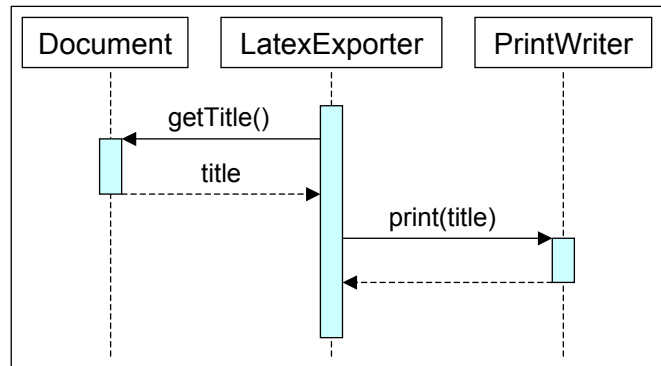 Document
LatexExporter
PrintWriter
getTitle()
title
print(title)